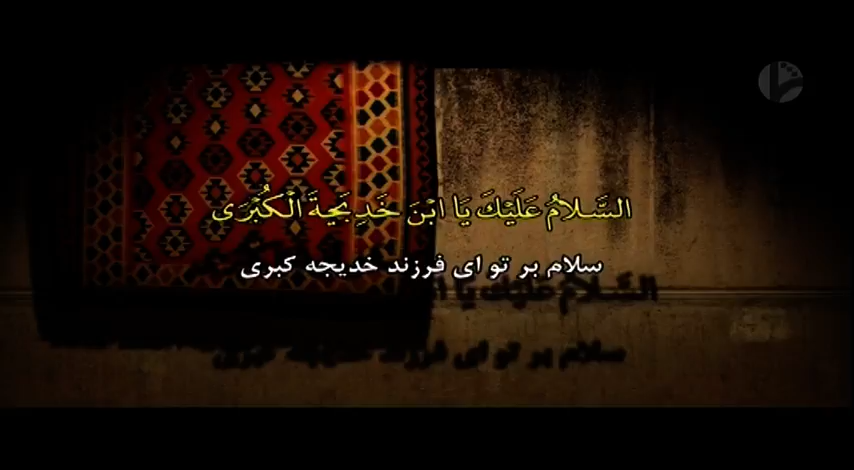 السَّلامُ عَلَيْكَ يَا ابْنَ خَدِيجَةَ الْكُبْرَى
سلام بر تو ای فرزند خدیجه کبری